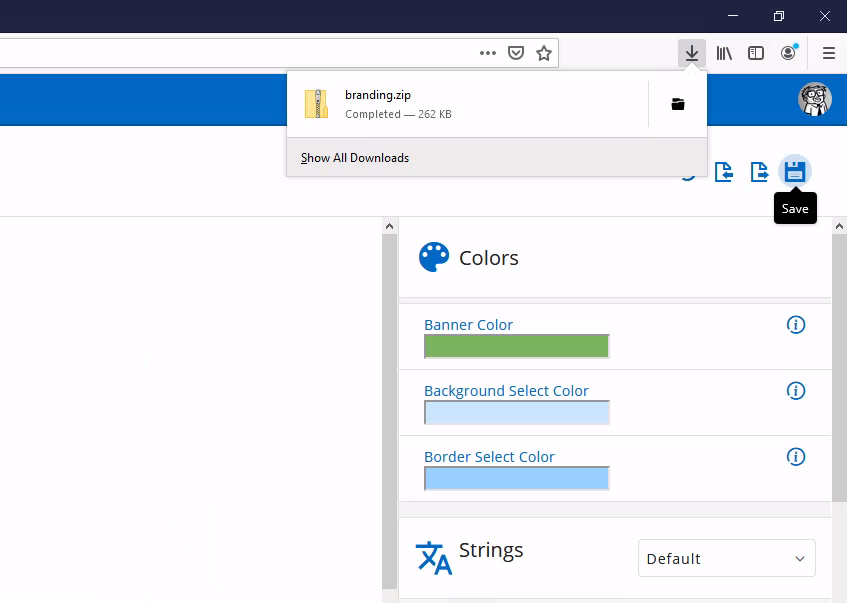 branding.zip
Completed — 262 KB
Show All Downloads
Save
Colors
Banner Color
Background Select Color
Border Select Color
Strings
Default